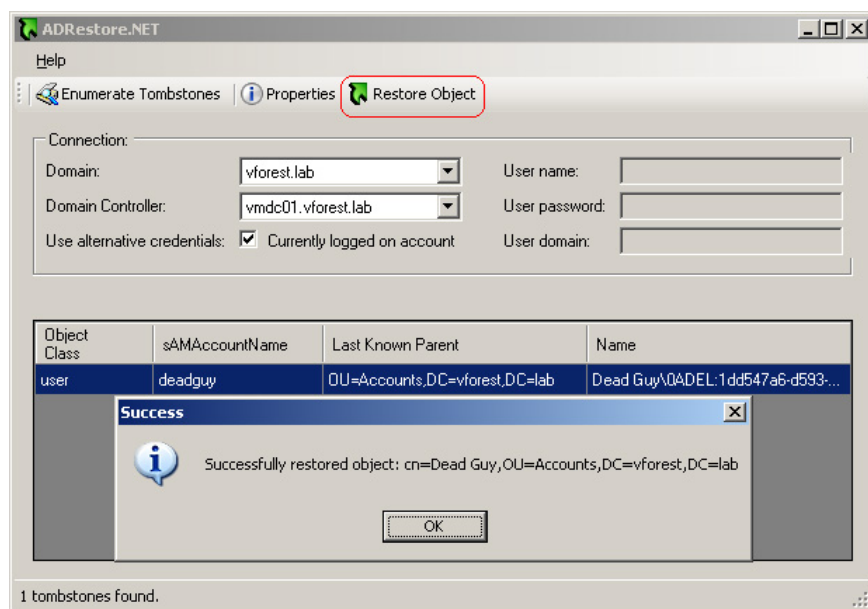 ADRestore.NET
Help
Enumerate Tombstones Properties Restore Object
Connection:
Domain: vforest.lab User name:
Domain Controller: vmdc01.vforest.lab User password:
Use alternative credentials: Currently logged on account User domain:
Object Class sAMAccountName Last Known Parent Name
user deadguy OU=Accounts,DC=vforest,DC=lab Dead Guy\0ADEL:1dd547a6-d593-...
Success
Successfully restored object: cn=Dead Guy,OU=Accounts,DC=vforest,DC=lab
OK
1 tombstones found.